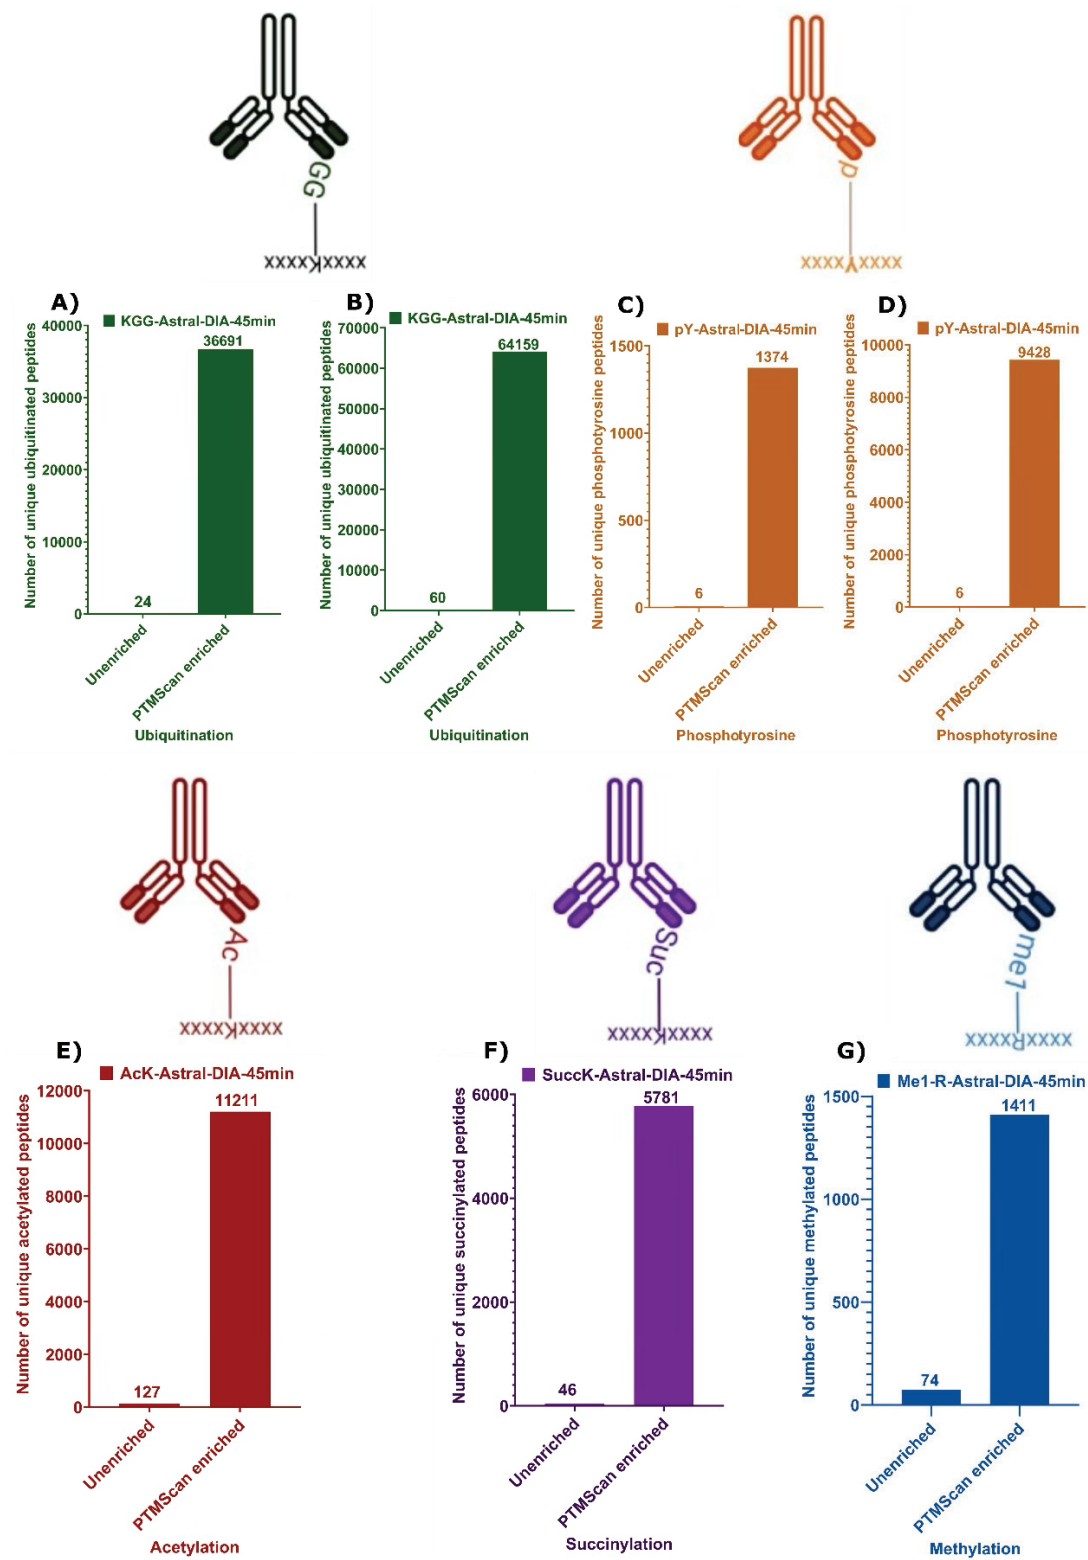 GG
xxxxxKxxxx
p
xxxxYxxxx
A)
KGG-Astral-DIA-45min
Number of unique ubiquitinated peptides
40000
30000
20000
10000
0
24
36691
Unenriched
PTMScan enriched
Ubiquitination
B)
KGG-Astral-DIA-45min
Number of unique ubiquitinated peptides
70000
60000
50000
40000
30000
20000
10000
0
60
64159
Unenriched
PTMScan enriched
Ubiquitination
C)
pY-Astral-DIA-45min
Number of unique phosphotyrosine peptides
1500
1000
500
0
6
1374
Unenriched
PTMScan enriched
Phosphotyrosine
D)
pY-Astral-DIA-45min
Number of unique phosphotyrosine peptides
10000
8000
6000
4000
2000
0
6
9428
Unenriched
PTMScan enriched
Phosphotyrosine
Ac
xxxxxKxxxx
Suc
xxxxxKxxxx
me1
xxxxRxxxx
E)
AcK-Astral-DIA-45min
Number of unique acetylated peptides
12000
10000
8000
6000
4000
2000
0
127
11211
Unenriched
PTMScan enriched
Acetylation
F)
SuccK-Astral-DIA-45min
Number of unique succinylated peptides
6000
4000
2000
0
46
5781
Unenriched
PTMScan enriched
Succinylation
G)
Me1-R-Astral-DIA-45min
Number of unique methylated peptides
1500
1000
500
0
74
1411
Unenriched
PTMScan enriched
Methylation